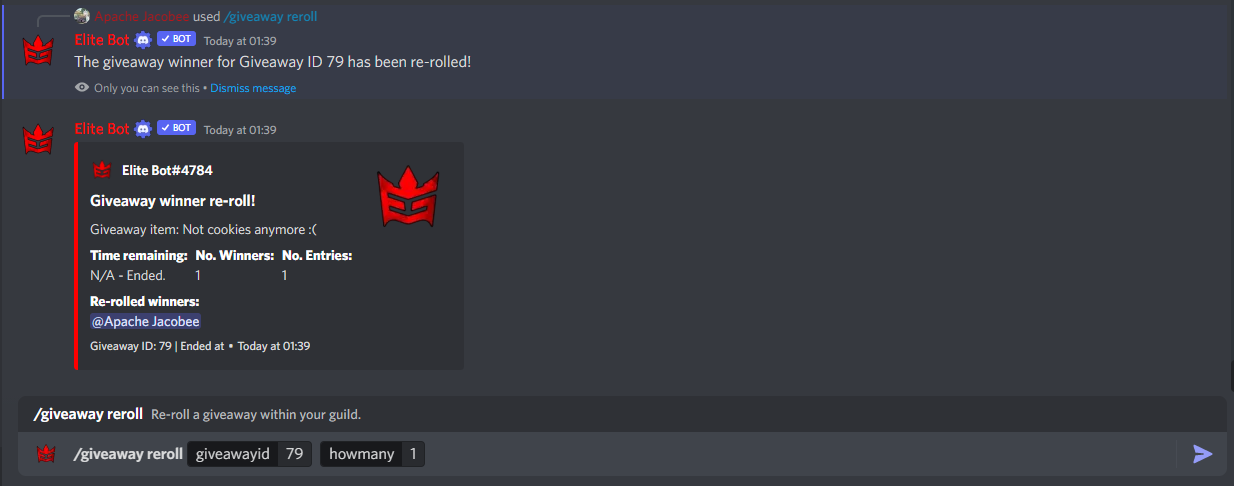 Apache Jacobee used /giveaway reroll
Elite Bot ✓ BOT Today at 01:39
The giveaway winner for Giveaway ID 79 has been re-rolled!
Only you can see this • Dismiss message
Elite Bot ✓ BOT Today at 01:39
Elite Bot#4784
Giveaway winner re-roll!
Giveaway item: Not cookies anymore :(
Time remaining: No. Winners: No. Entries:
N/A - Ended. 1 1
Re-rolled winners:
@Apache Jacobee
Giveaway ID: 79 | Ended at • Today at 01:39
/giveaway reroll Re-roll a giveaway within your guild.
/giveaway reroll giveawayid 79 howmany 1